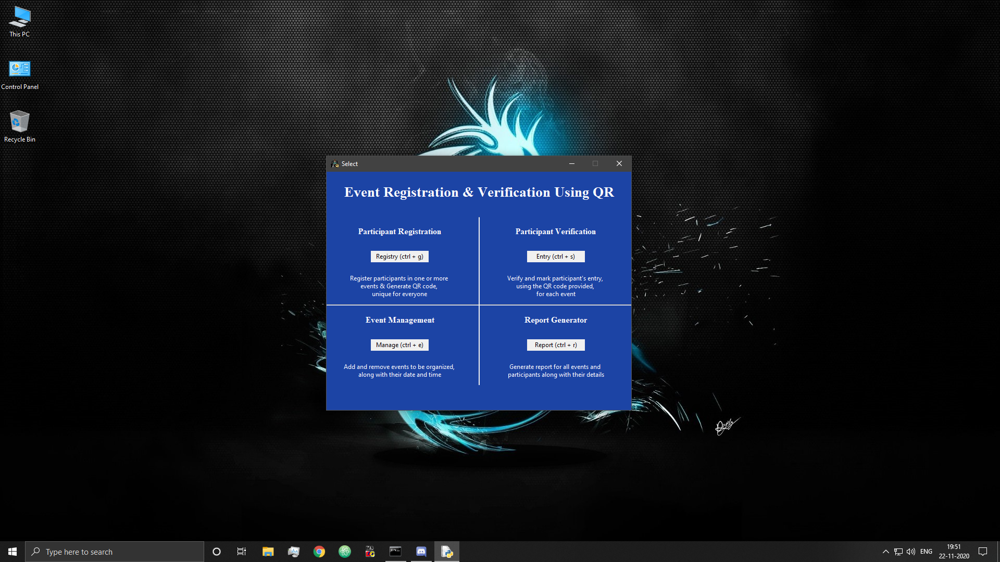 This PC
Control Panel
Recycle Bin
Select
Event Registration & Verification Using QR
Participant Registration
Registry (ctrl + g)
Register participants in one or more
events & Generate QR code,
unique for everyone
Participant Verification
Entry (ctrl + s)
Verify and mark participant's entry,
using the QR code provided,
for each event
Event Management
Manage (ctrl + e)
Add and remove events to be organized,
along with their date and time
Report Generator
Report (ctrl + r)
Generate report for all events and
participants along with their details
Type here to search
ENG
19:51
22-11-2020